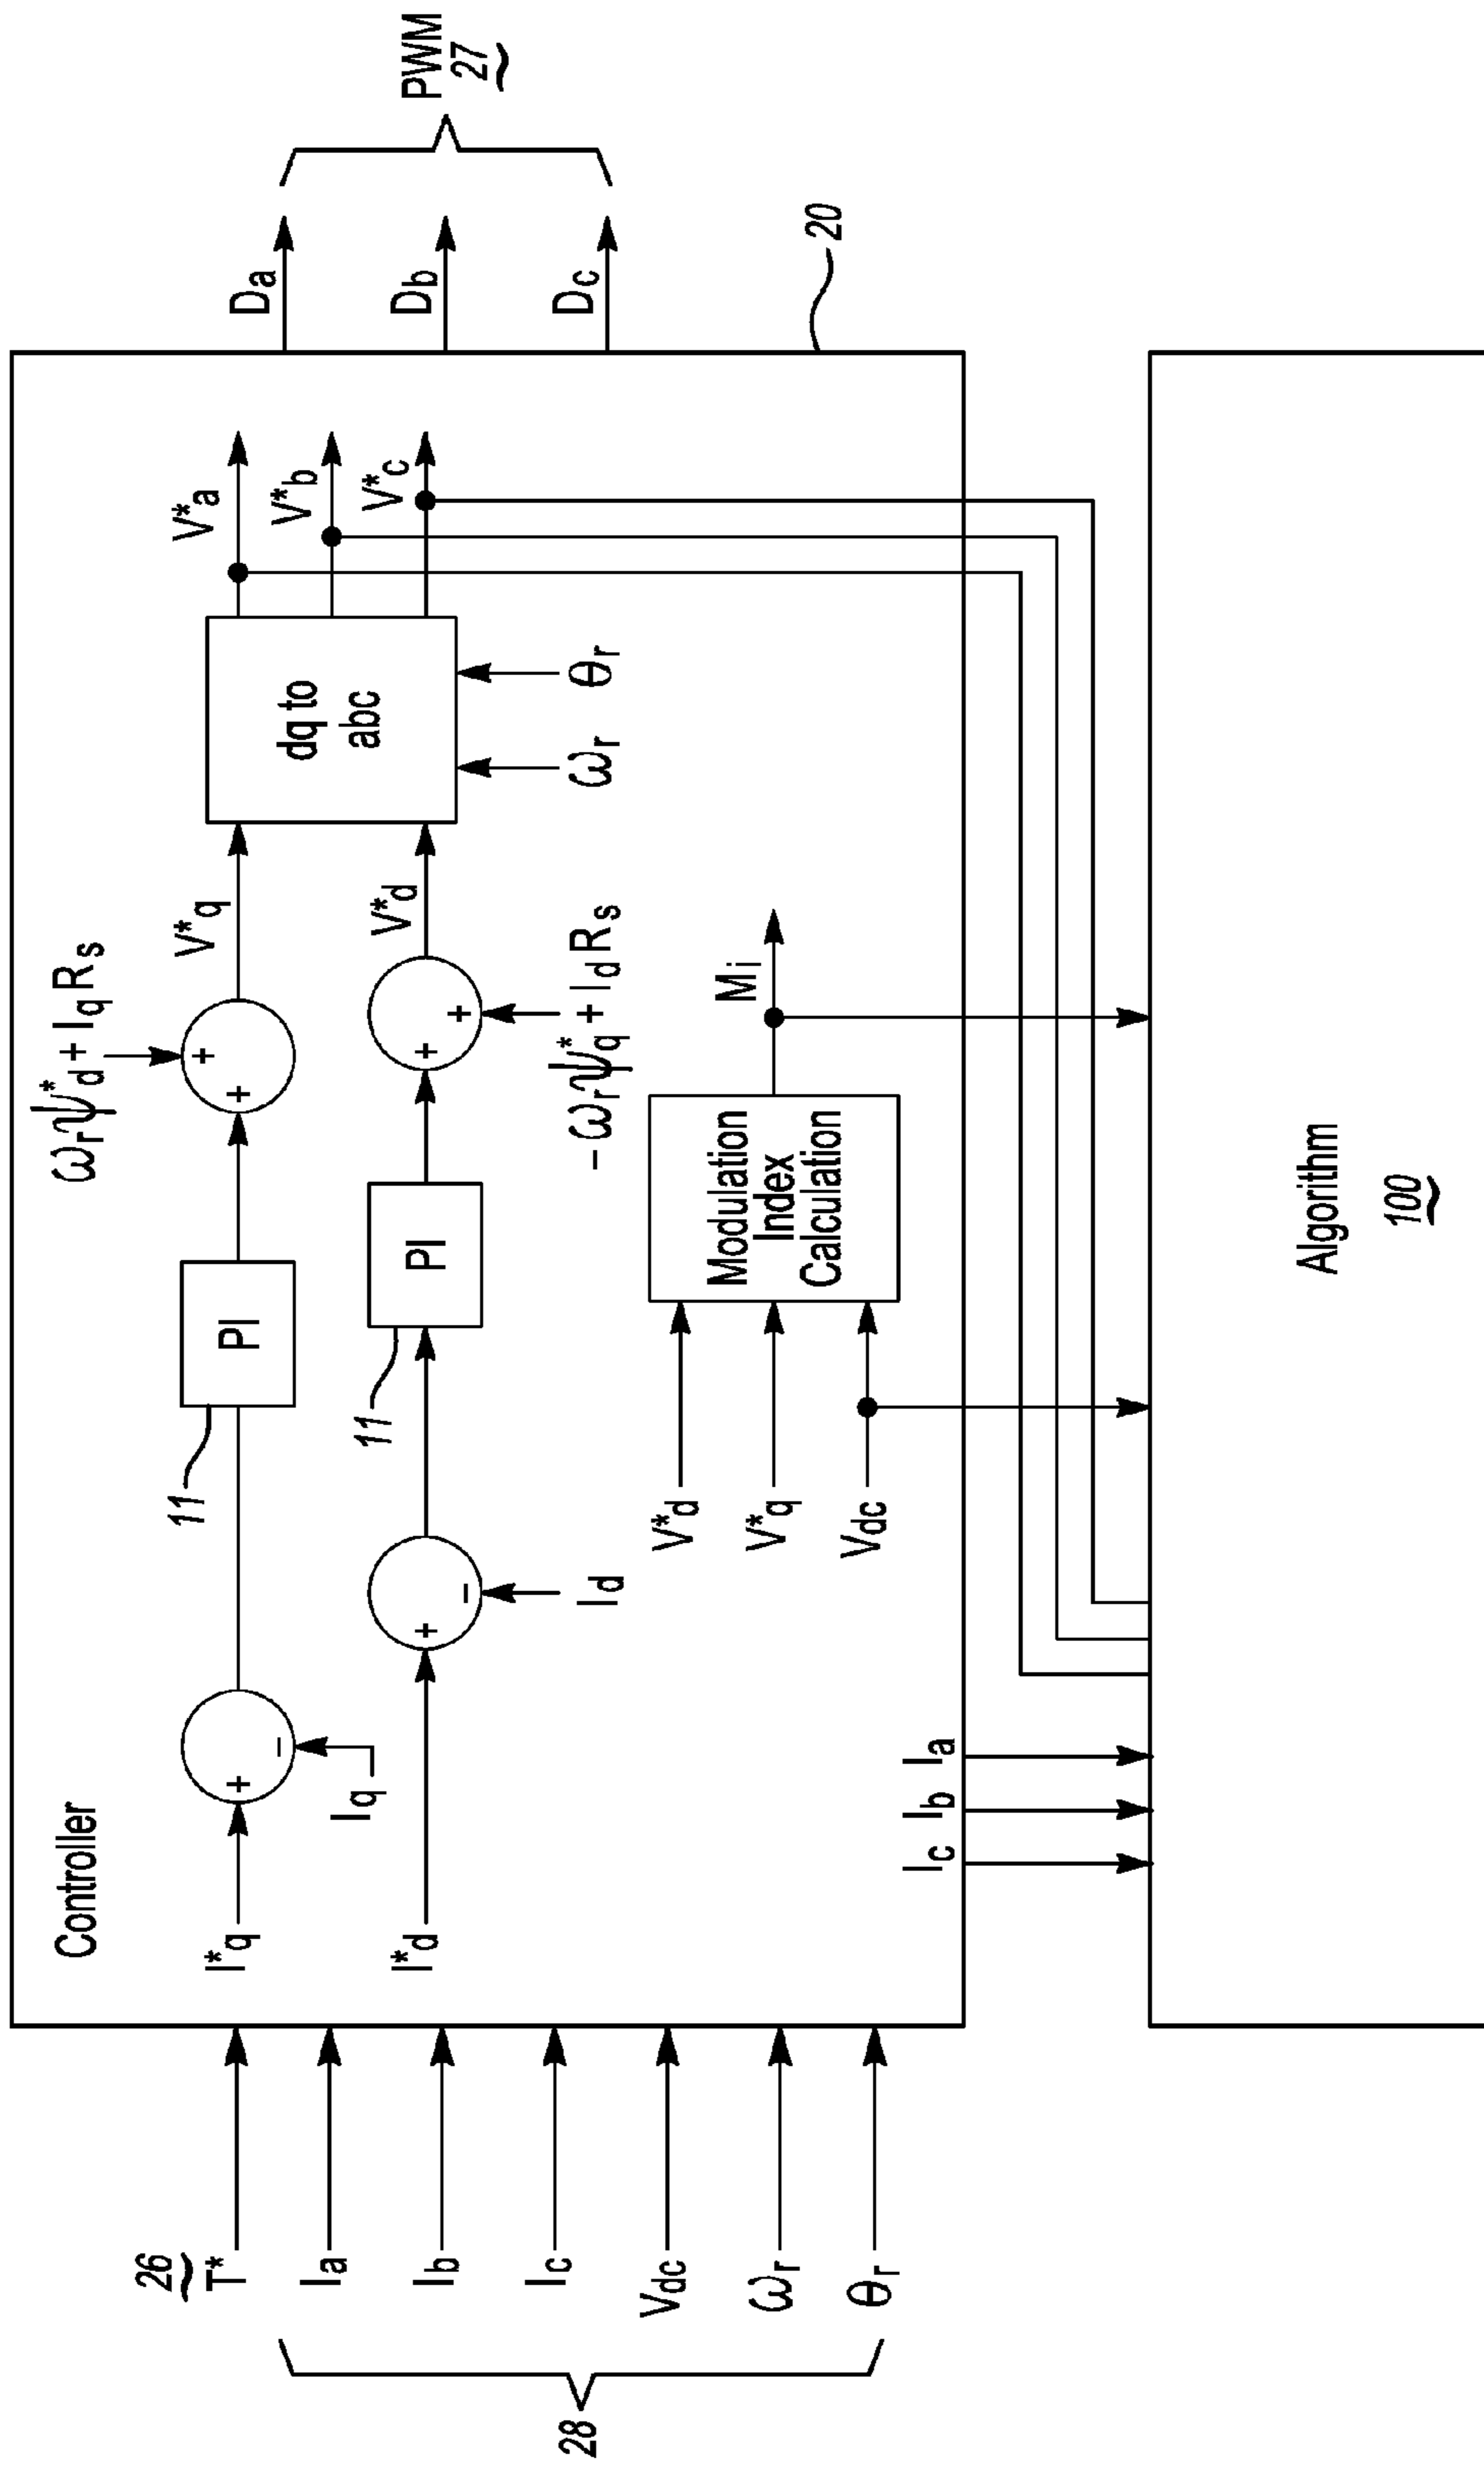 Controller
26
T*
Ia
Ib
Ic
Vdc
ωr
θr
28
I*q
Iq
11
PI
ωrψ*d + IqRs
+
+
+
−
V*q
I*d
Id
11
PI
−ωrψ*q + IdRs
+
+
+
−
V*d
dq to
abc
ωr
θr
V*a
V*b
V*c
V*d
V*q
Vdc
Modulation
Index
Calculation
Mi
Da
Db
Dc
PWM
27
20
Ic
Ib
Ia
Algorithm
100